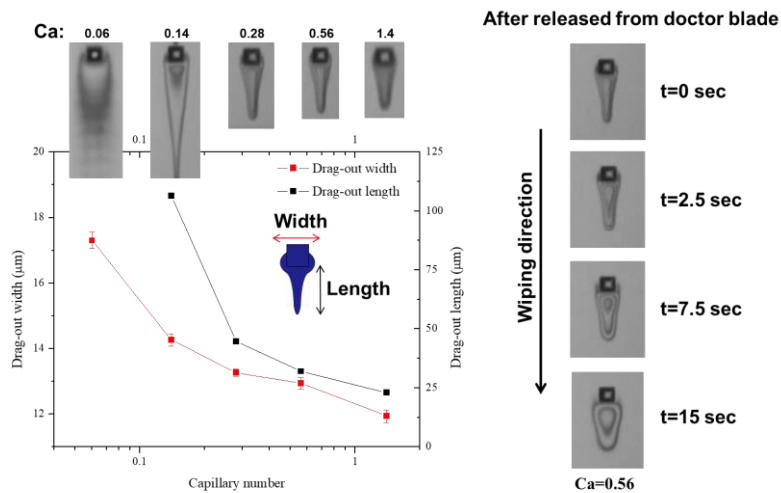 Ca: 0.06 0.14 0.28 0.56 1.4
0.1 1
20
18
16
14
12
Drag-out width (μm)
Drag-out width
Drag-out length
Width
Length
125
100
75
50
25
0
Drag-out length (μm)
0.1 1
Capillary number
After released from doctor blade
Wiping direction
t=0 sec
t=2.5 sec
t=7.5 sec
t=15 sec
Ca=0.56